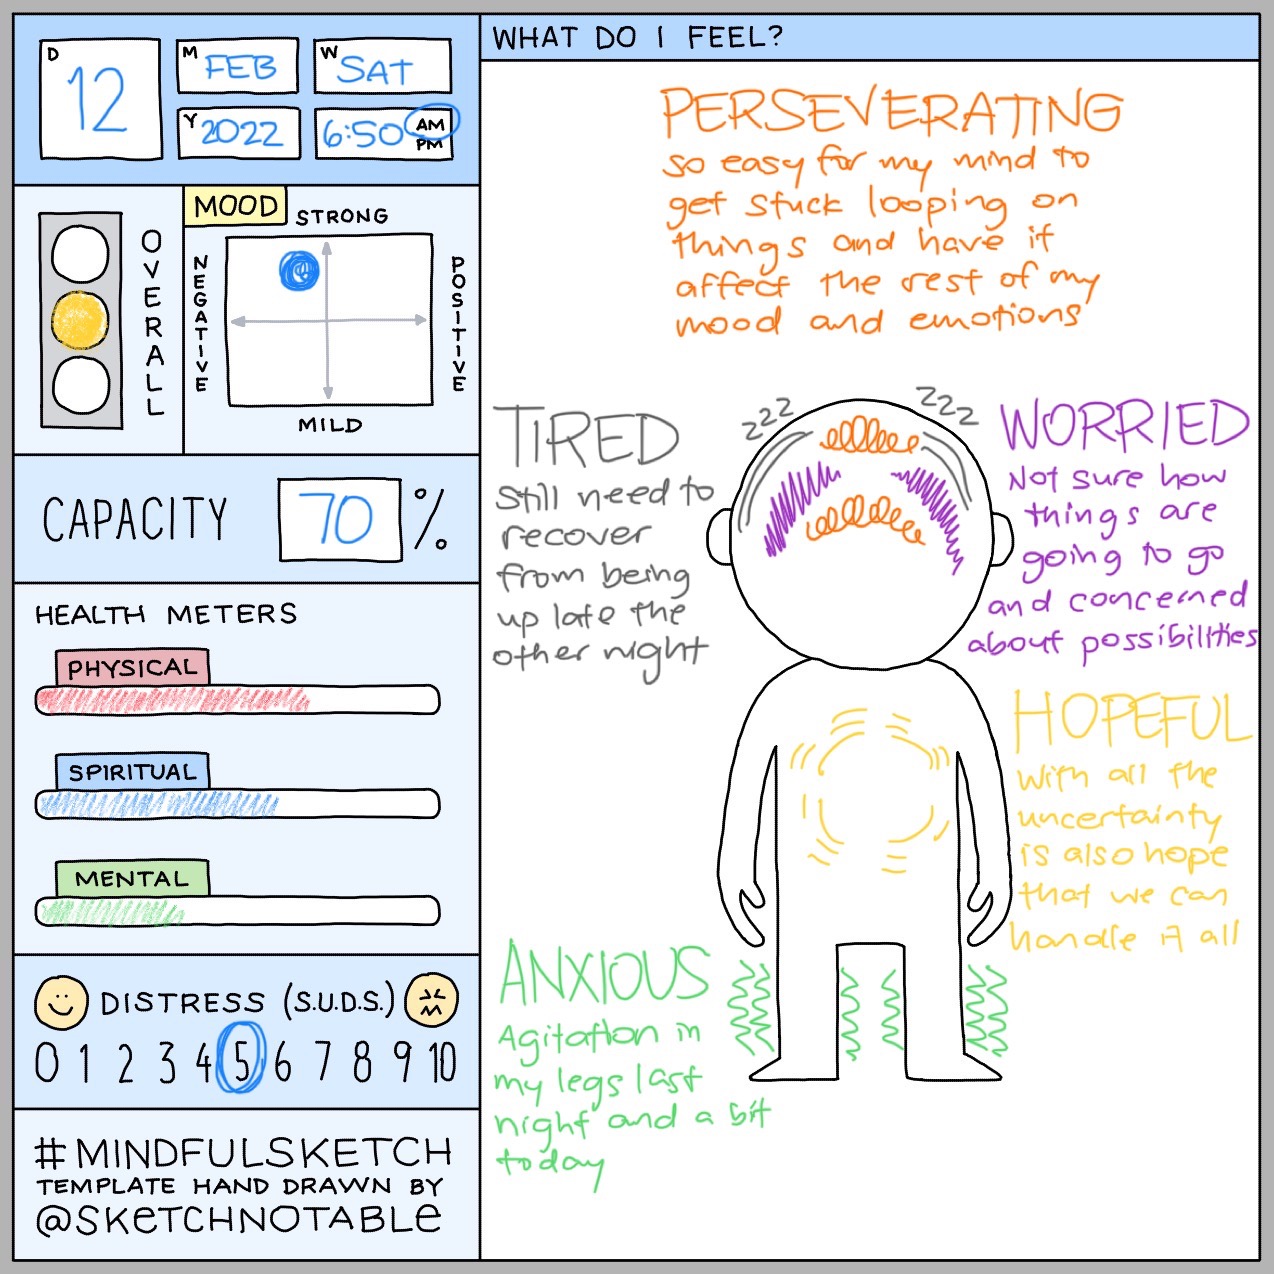 D
12
M
FEB
W
SAT
Y
2022
6:50
AM
PM
OVERALL
MOOD
STRONG
NEGATIVE
POSITIVE
MILD
CAPACITY 70 %
HEALTH METERS
PHYSICAL
SPIRITUAL
MENTAL
DISTRESS (S.U.D.S.)
0 1 2 3 4 5 6 7 8 9 10
#MINDFULSKETCH
TEMPLATE HAND DRAWN BY
@SKETCHNOTABLE
WHAT DO I FEEL?
PERSEVERATING
so easy for my mind to
get stuck looping on
things and have it
affect the rest of my
mood and emotions
TIRED
Still need to
recover
from being
up late the
other night
zzz
zzz
WORRIED
Not sure how
things are
going to go
and concerned
about possibilities
HOPEFUL
with all the
uncertainty
is also hope
that we can
handle it all
ANXIOUS
Agitation in
my legs last
night and a bit
today